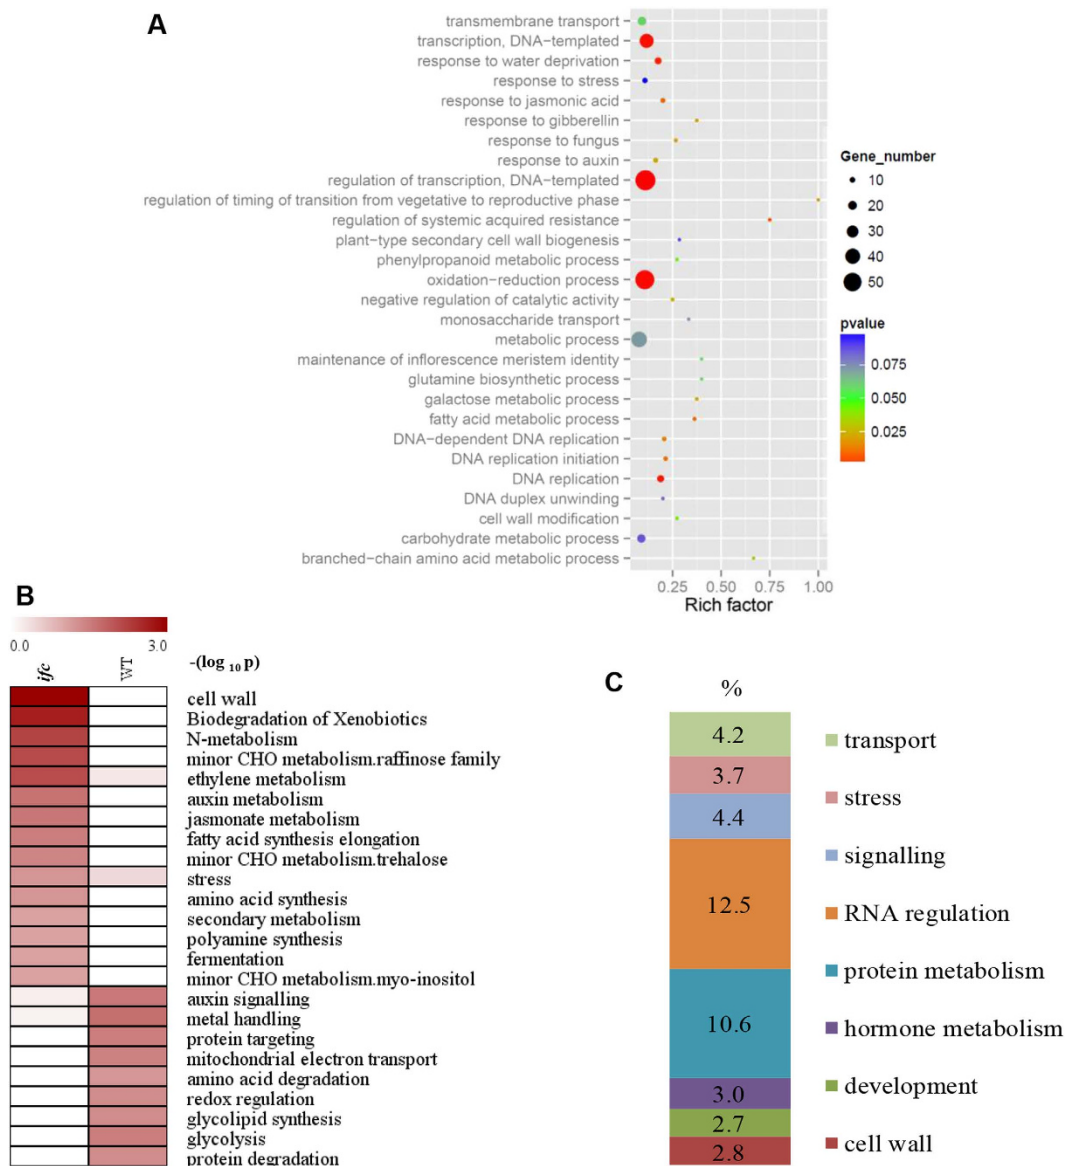 A
transmembrane transport
transcription, DNA−templated
response to water deprivation
response to stress
response to jasmonic acid
response to gibberellin
response to fungus
response to auxin
regulation of transcription, DNA−templated
regulation of timing of transition from vegetative to reproductive phase
regulation of systemic acquired resistance
plant−type secondary cell wall biogenesis
phenylpropanoid metabolic process
oxidation−reduction process
negative regulation of catalytic activity
monosaccharide transport
metabolic process
maintenance of inflorescence meristem identity
glutamine biosynthetic process
galactose metabolic process
fatty acid metabolic process
DNA−dependent DNA replication
DNA replication initiation
DNA replication
DNA duplex unwinding
cell wall modification
carbohydrate metabolic process
branched−chain amino acid metabolic process
0.25 0.50 0.75 1.00
Rich factor
Gene_number
10
20
30
40
50
pvalue
0.075
0.050
0.025
B
0.0 3.0
ifc WT -(log 10 p)
cell wall
Biodegradation of Xenobiotics
N-metabolism
minor CHO metabolism.raffinose family
ethylene metabolism
auxin metabolism
jasmonate metabolism
fatty acid synthesis elongation
minor CHO metabolism.trehalose
stress
amino acid synthesis
secondary metabolism
polyamine synthesis
fermentation
minor CHO metabolism.myo-inositol
auxin signalling
metal handling
protein targeting
mitochondrial electron transport
amino acid degradation
redox regulation
glycolipid synthesis
glycolysis
protein degradation
C
%
4.2
3.7
4.4
12.5
10.6
3.0
2.7
2.8
transport
stress
signalling
RNA regulation
protein metabolism
hormone metabolism
development
cell wall